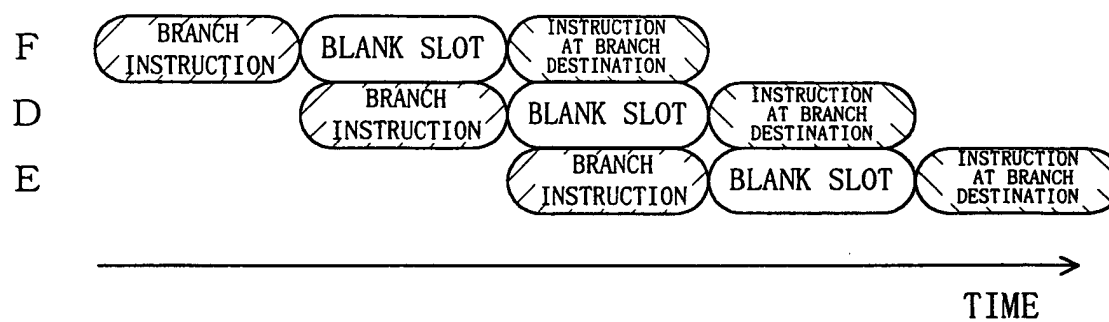 F
BRANCH
INSTRUCTION
BLANK SLOT
INSTRUCTION
AT BRANCH
DESTINATION
D
BRANCH
INSTRUCTION
BLANK SLOT
INSTRUCTION
AT BRANCH
DESTINATION
E
BRANCH
INSTRUCTION
BLANK SLOT
INSTRUCTION
AT BRANCH
DESTINATION
TIME